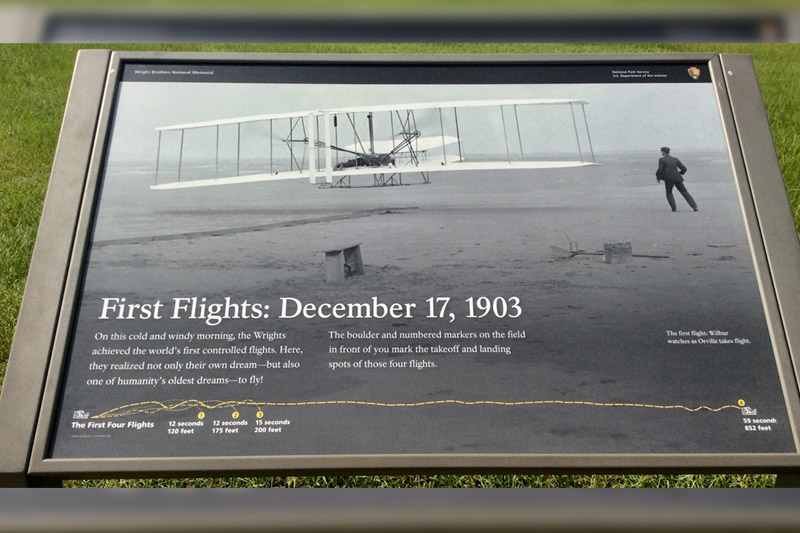 Wright Brothers National Memorial
National Park Service
U.S. Department of the Interior
First Flights: December 17, 1903
On this cold and windy morning, the Wrights
achieved the world's first controlled flights. Here,
they realized not only their own dream—but also
one of humanity's oldest dreams—to fly!
The boulder and numbered markers on the field
in front of you mark the takeoff and landing
spots of those four flights.
The first flight: Wilbur
watches as Orville takes flight.
The First Four Flights
1
12 seconds
120 feet
2
12 seconds
175 feet
3
15 seconds
200 feet
4
59 seconds
852 feet